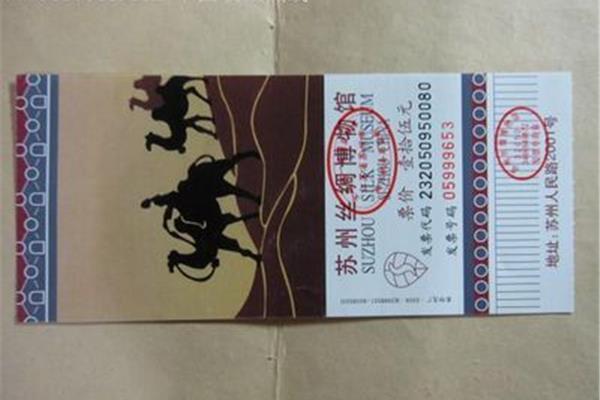 苏州丝绸博物馆
SUZHOU SILK MUSEUM
票价 壹拾伍元
发票代码 232050950080
发票号码 05999653
地址:苏州人民路2001号